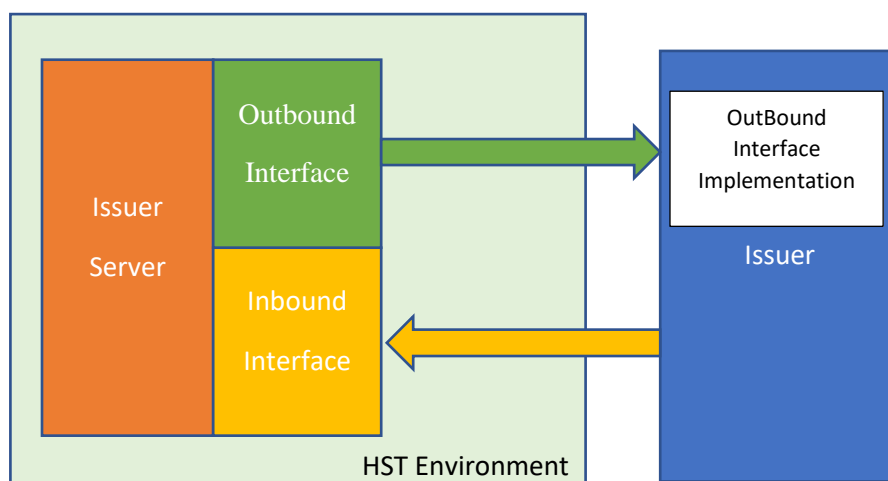 Issuer
Server
Outbound
Interface
Inbound
Interface
HST Environment
OutBound
Interface
Implementation
Issuer